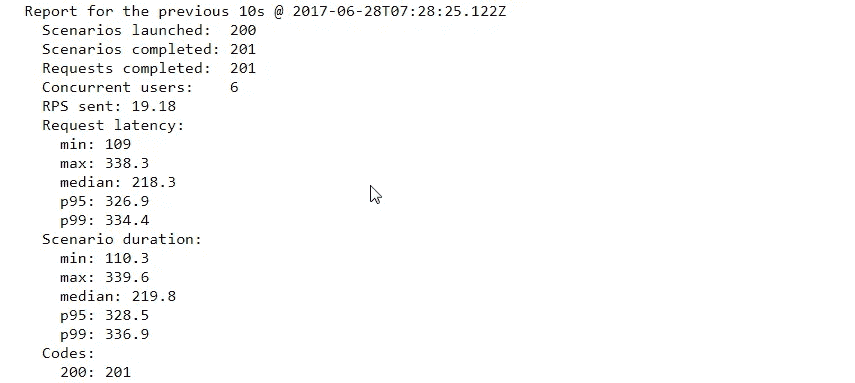 Report for the previous 10s @ 2017-06-28T07:28:25.122Z
Scenarios launched: 200
Scenarios completed: 201
Requests completed: 201
Concurrent users: 6
RPS sent: 19.18
Request latency:
min: 109
max: 338.3
median: 218.3
p95: 326.9
p99: 334.4
Scenario duration:
min: 110.3
max: 339.6
median: 219.8
p95: 328.5
p99: 336.9
Codes:
200: 201